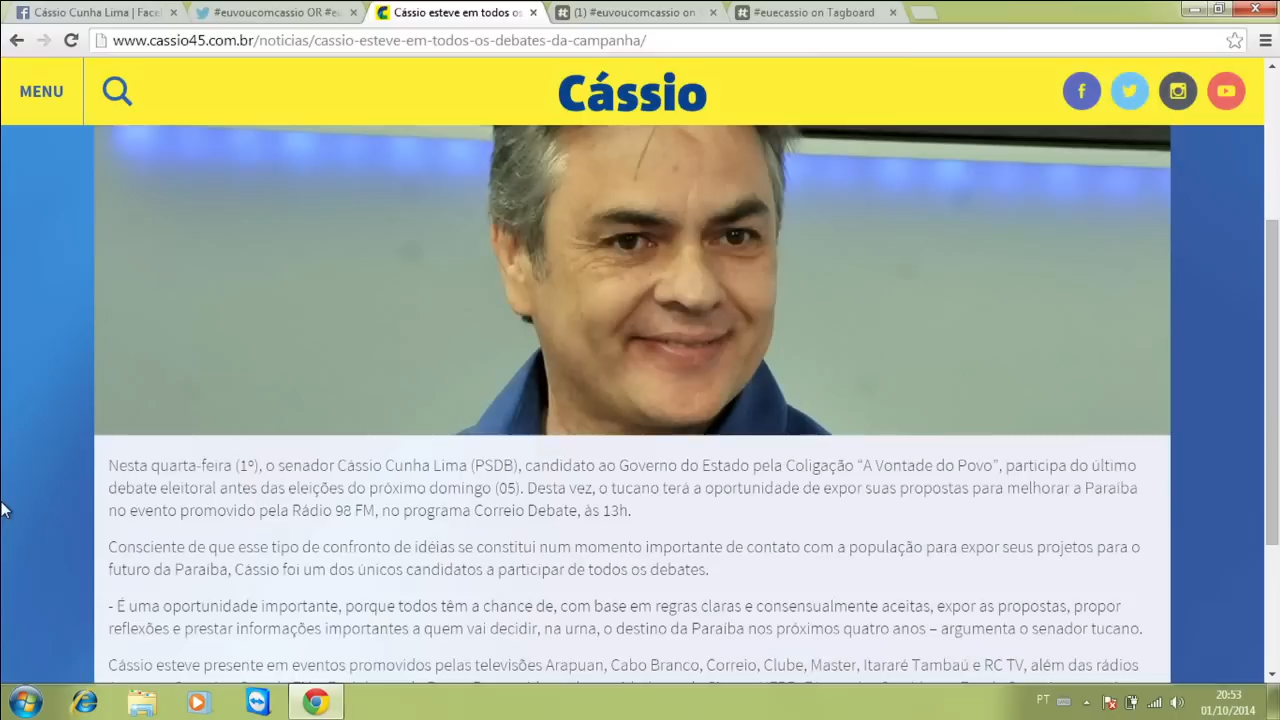 Cássio Cunha Lima | Face
#euvoucomcassio OR #eu
Cássio esteve em todos os
(1) #euvoucomcassio on
#euecassio on Tagboard
www.cassio45.com.br/noticias/cassio-esteve-em-todos-os-debates-da-campanha/
MENU
Cássio
Nesta quarta-feira (1º), o senador Cássio Cunha Lima (PSDB), candidato ao Governo do Estado pela Coligação “A Vontade do Povo”, participa do último
debate eleitoral antes das eleições do próximo domingo (05). Desta vez, o tucano terá a oportunidade de expor suas propostas para melhorar a Paraíba
no evento promovido pela Rádio 98 FM, no programa Correio Debate, às 13h.
Consciente de que esse tipo de confronto de idéias se constitui num momento importante de contato com a população para expor seus projetos para o
futuro da Paraíba, Cássio foi um dos únicos candidatos a participar de todos os debates.
- É uma oportunidade importante, porque todos têm a chance de, com base em regras claras e consensualmente aceitas, expor as propostas, propor
reflexões e prestar informações importantes a quem vai decidir, na urna, o destino da Paraíba nos próximos quatro anos – argumenta o senador tucano.
Cássio esteve presente em eventos promovidos pelas televisões Arapuan, Cabo Branco, Correio, Clube, Master, Itararé Tambaú e RC TV, além das rádios
PT
20:53
01/10/2014